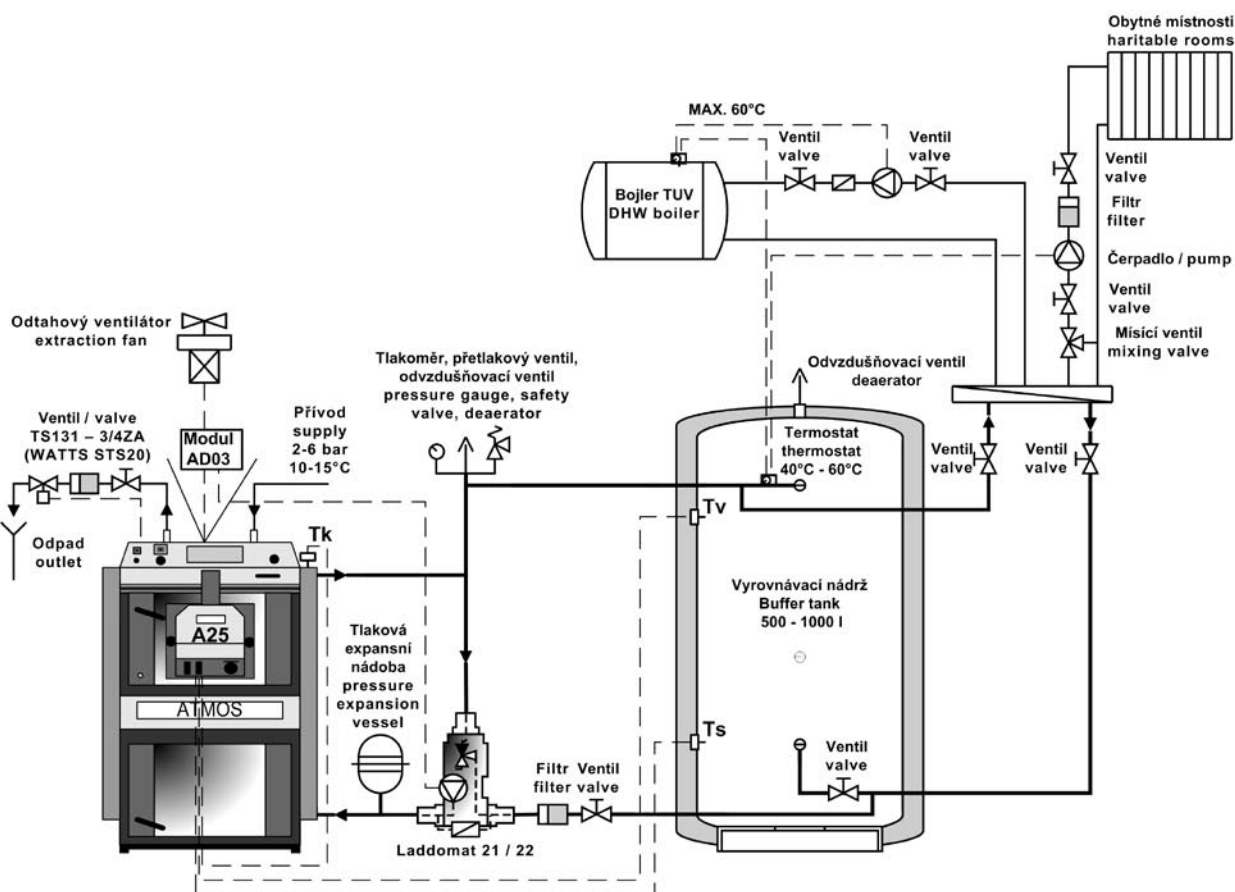 Obytné místnosti
haritable rooms
MAX. 60°C
Ventil
valve
Ventil
valve
Ventil
valve
Bojler TUV
DHW boiler
Filtr
filter
Čerpadlo / pump
Ventil
valve
Mísící ventil
mixing valve
Odtahový ventilátor
extraction fan
Tlakoměr, přetlakový ventil,
odvzdušňovací ventil
pressure gauge, safety
valve, deaerator
Odvzdušňovací ventil
deaerator
Ventil / valve
TS131 – 3/4ZA
(WATTS STS20)
Modul
AD03
Přívod
supply
2-6 bar
10-15°C
Termostat
thermostat
40°C - 60°C
Ventil
valve
Ventil
valve
Tv
Odpad
outlet
Tk
Vyrovnávací nádrž
Buffer tank
500 - 1000 l
A25
Tlaková
expansní
nádoba
pressure
expansion
vessel
ATMOS
Ts
Ventil
valve
Filtr Ventil
filter valve
Laddomat 21 / 22